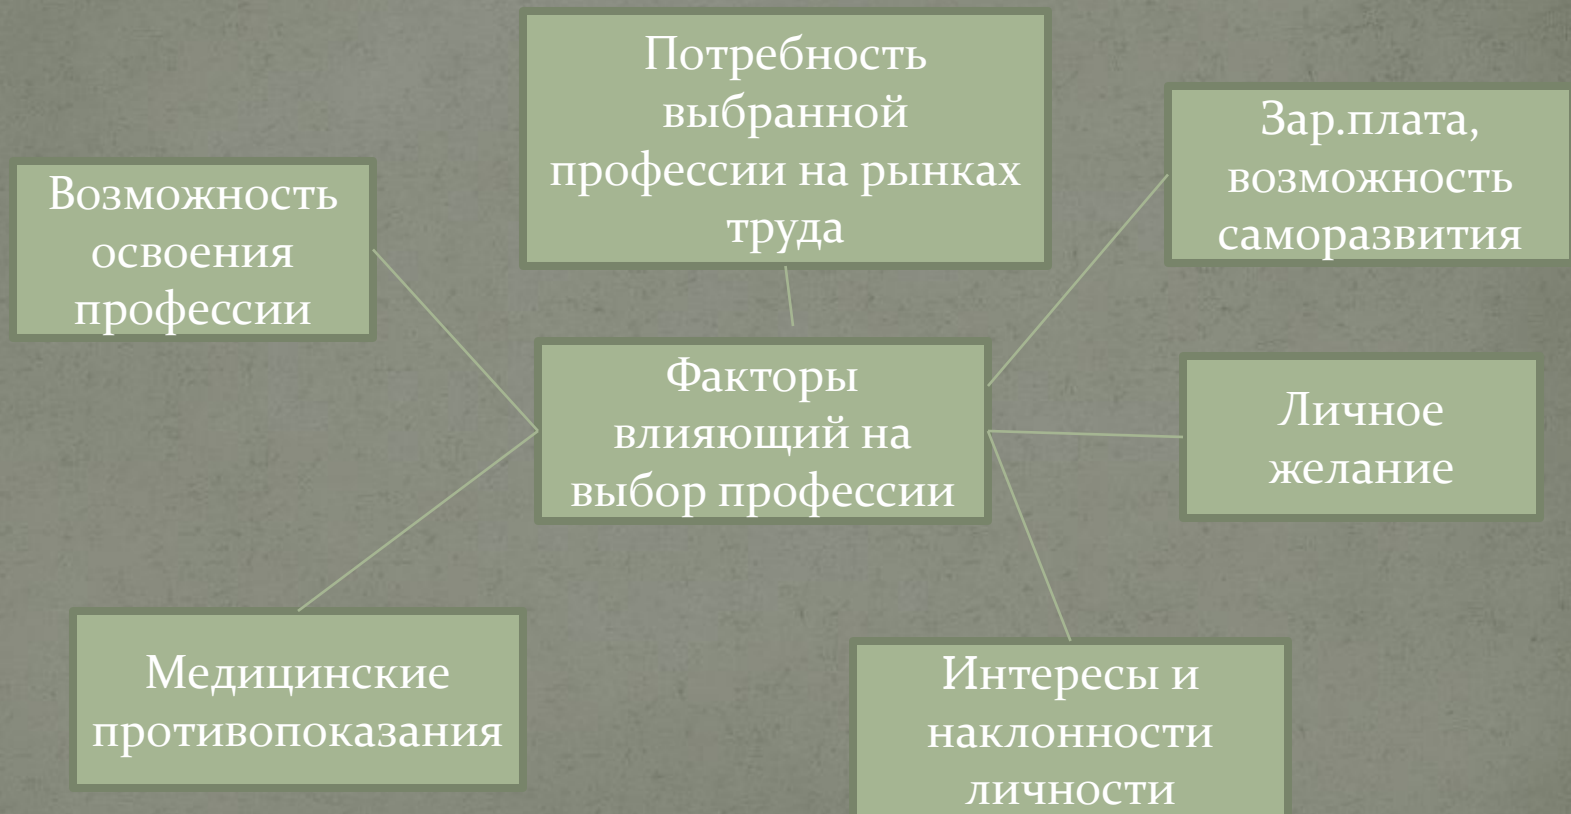 Потребность
выбранной
профессии на рынках
труда
Зар.плата,
возможность
саморазвития
Возможность
освоения
профессии
Факторы
влияющий на
выбор профессии
Личное
желание
Медицинские
противопоказания
Интересы и
наклонности
личности